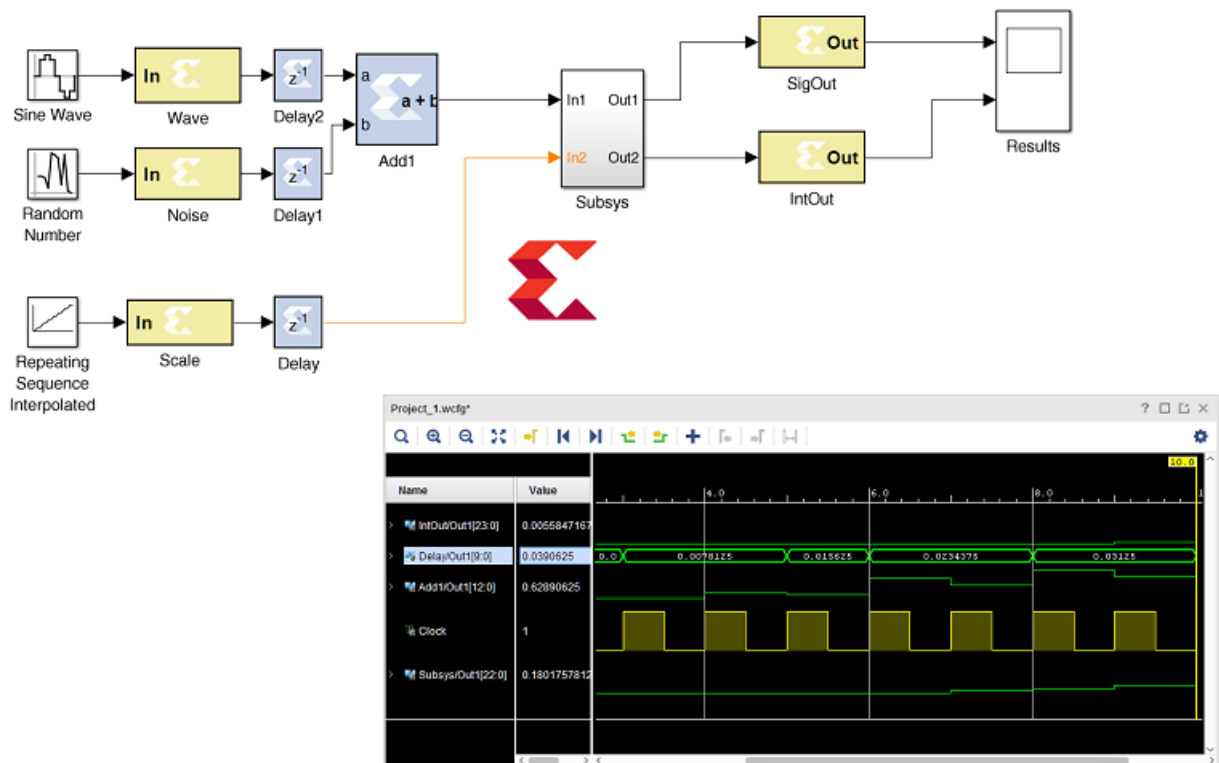 Out
In
In1 Out1
SigOut
Sine Wave
Wave
z-1
Delay2
a
a + b
b
Add1
Results
In
z-1
In2 Out2
Out
Random
Number
Noise
Delay1
Subsys
IntOut
In
z-1
Repeating
Sequence
Interpolated
Scale
Delay
Project_1.wcfg*
10.0
Name Value
4.0 6.0 8.0 1
IntOut/Out1[23:0] 0.0055847167
Delay/Out1[9:0] 0.0390625 0.0 0.0078125 0.015625 0.0234375 0.03125
Add1/Out1[12:0] 0.62890625
Clock 1
Subsys/Out1[22:0] 0.1801757812